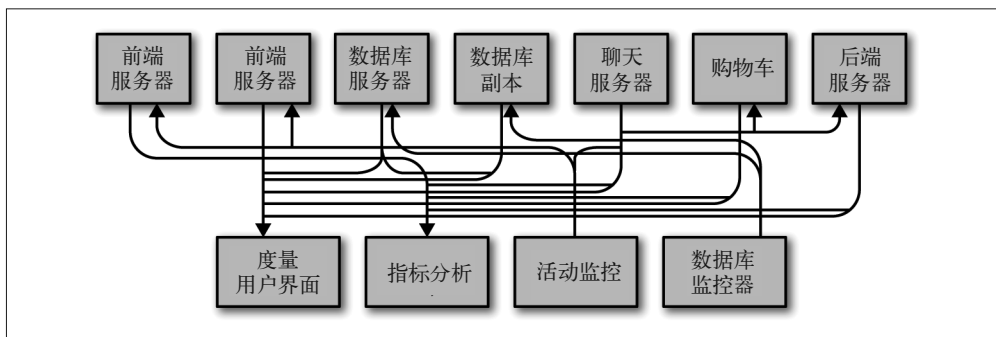 前端
服务器
前端
服务器
数据库
服务器
数据库
副本
聊天
服务器
购物车
后端
服务器
度量
用户界面
指标分析
活动监控
数据库
监控器